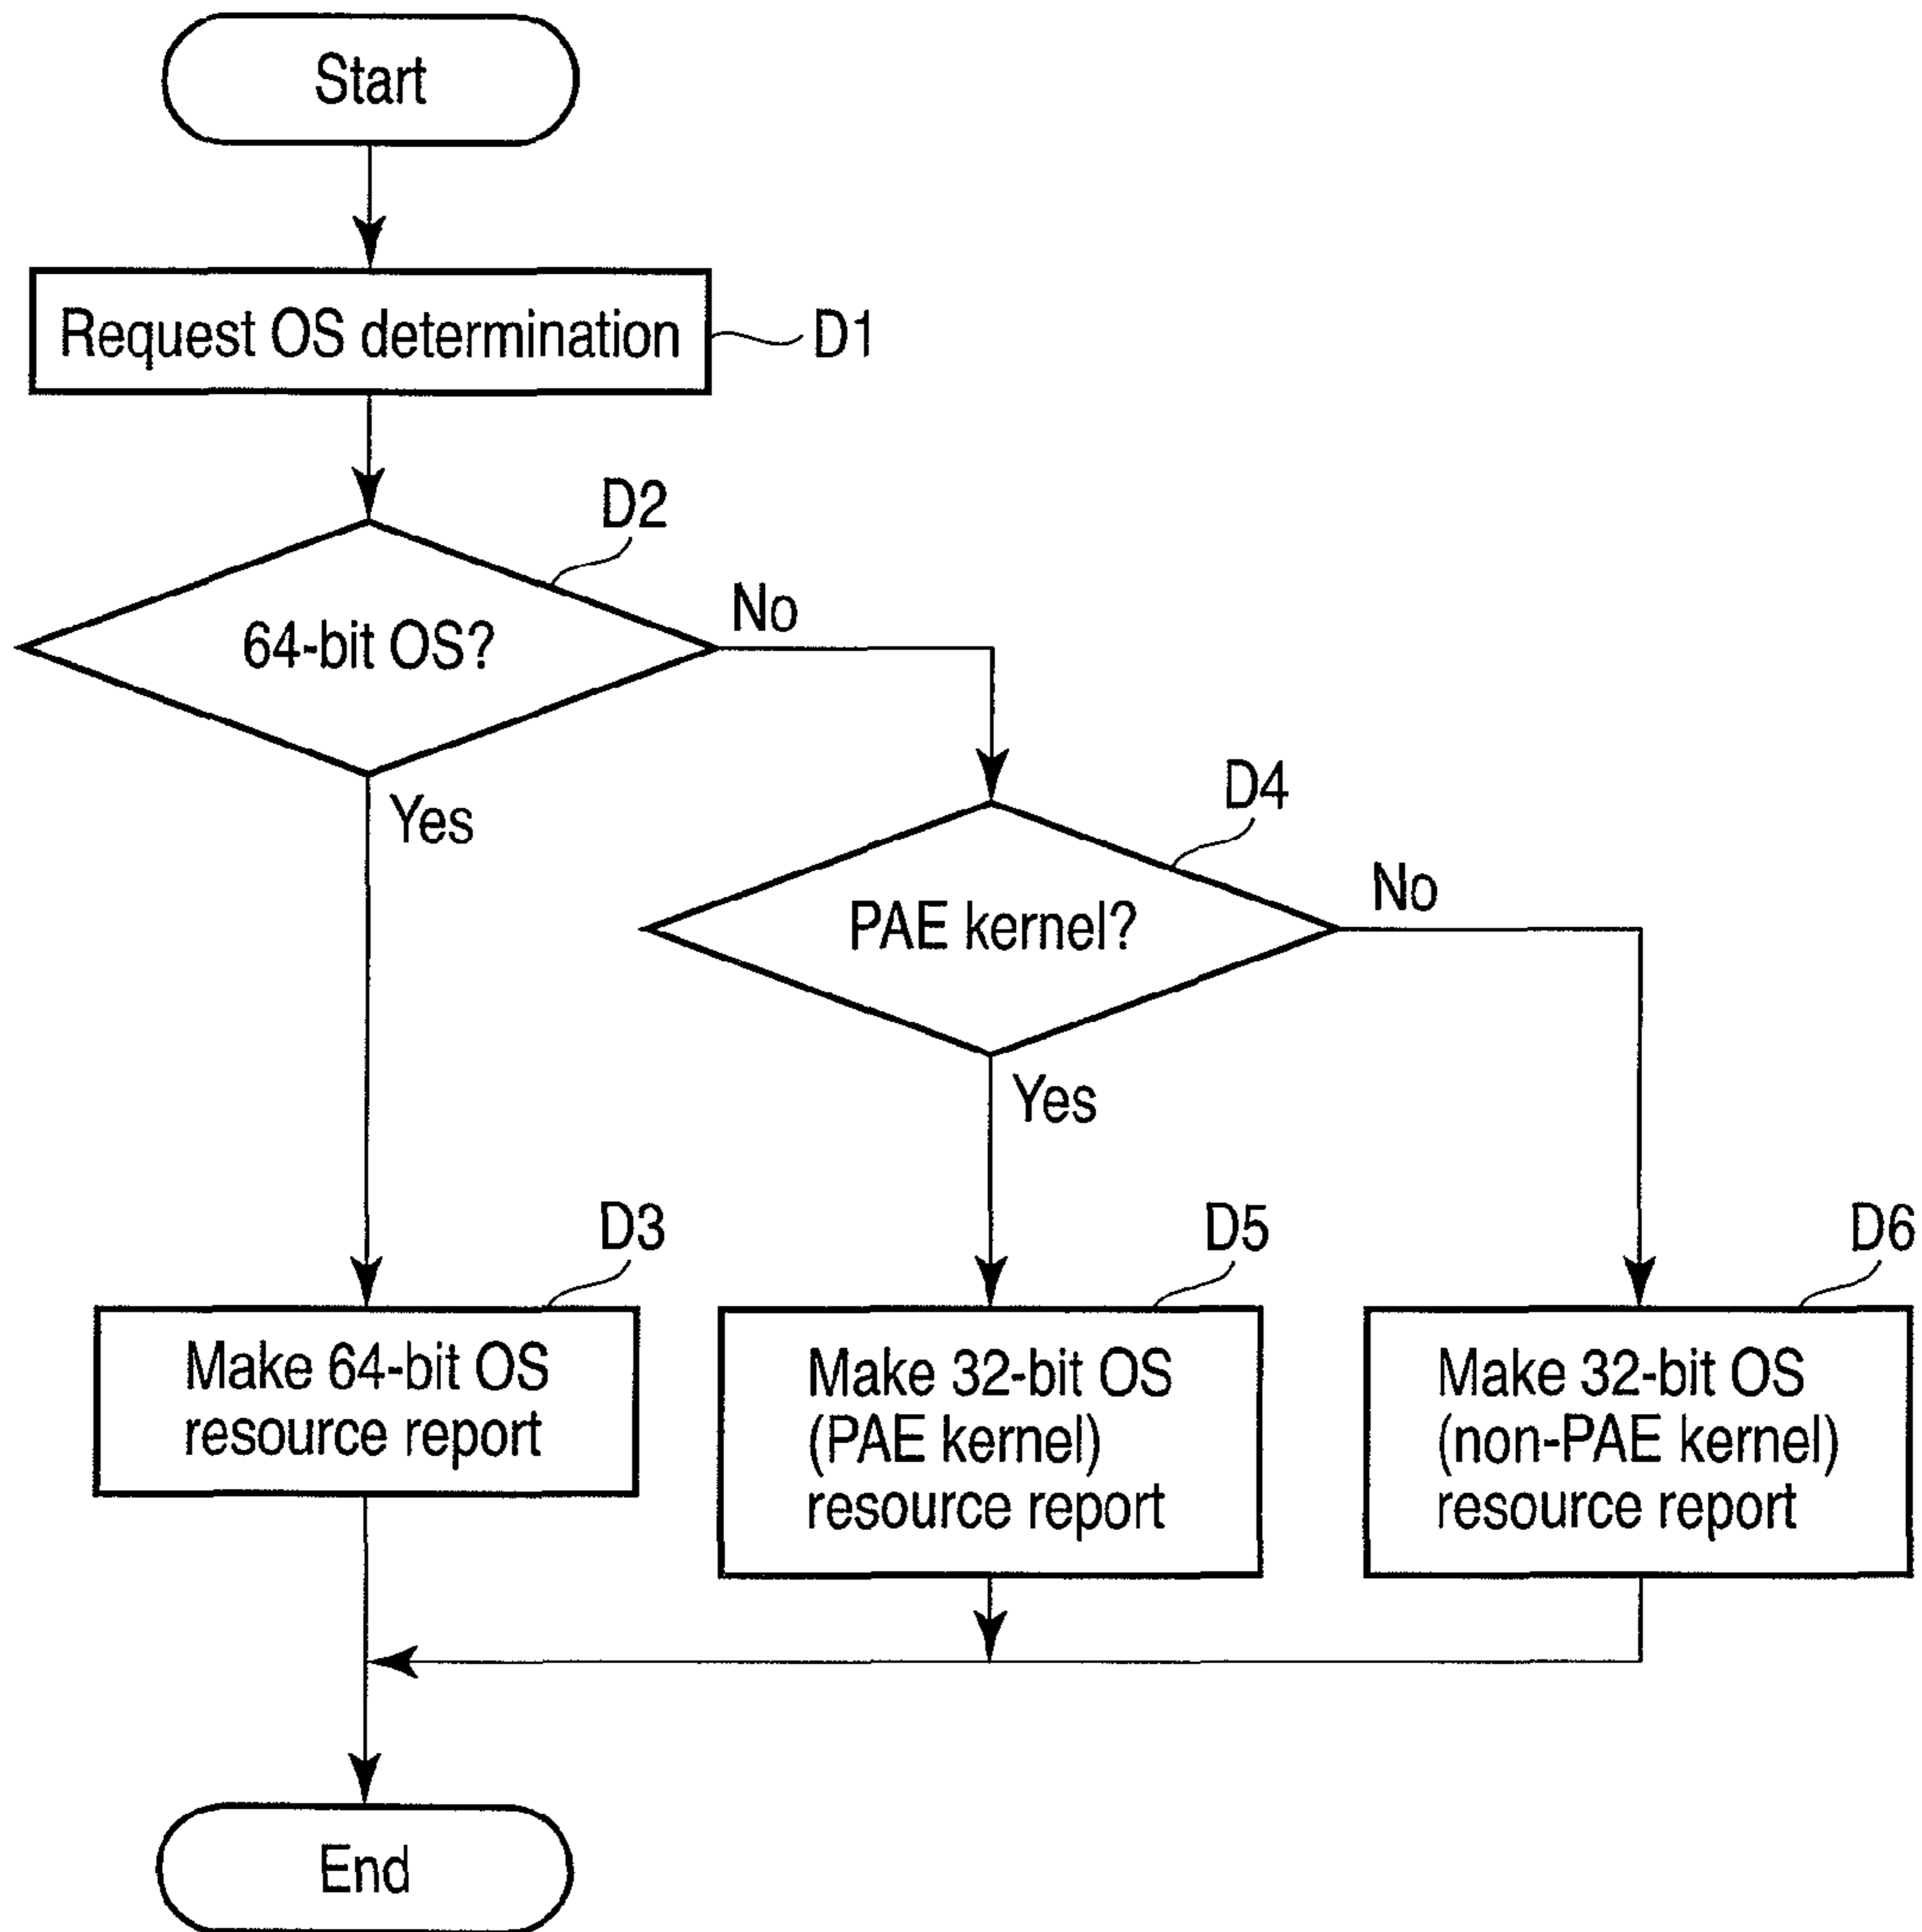 Start
Request OS determination
D1
D2
64-bit OS?
No
Yes
D4
PAE kernel?
No
Yes
D3
D5
D6
Make 64-bit OS
resource report
Make 32-bit OS
(PAE kernel)
resource report
Make 32-bit OS
(non-PAE kernel)
resource report
End